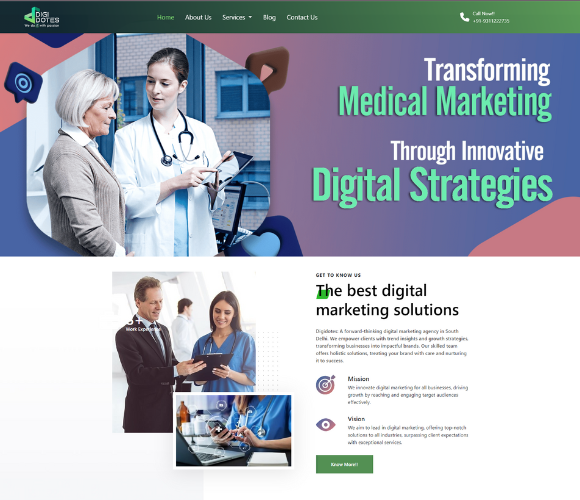 DIGI
DOTES
We do it with passion
Home About Us Services Blog Contact Us
Call Now!!
+91-9311222735
Transforming
Medical Marketing
Through Innovative
Digital Strategies
GET TO KNOW US
The best digital
marketing solutions
Digidotes: A forward-thinking digital marketing agency in South
Delhi. We empower clients with trend insights and growth strategies,
transforming businesses into impactful brands. Our skilled team
offers holistic solutions, treating your brand with care and nurturing
it to success.
Work Experience
Mission
We innovate digital marketing for all businesses, driving
growth by reaching and engaging target audiences
effectively.
Vision
We aim to lead in digital marketing, offering top-notch
solutions to all industries, surpassing client expectations
with exceptional services.
Know More!!